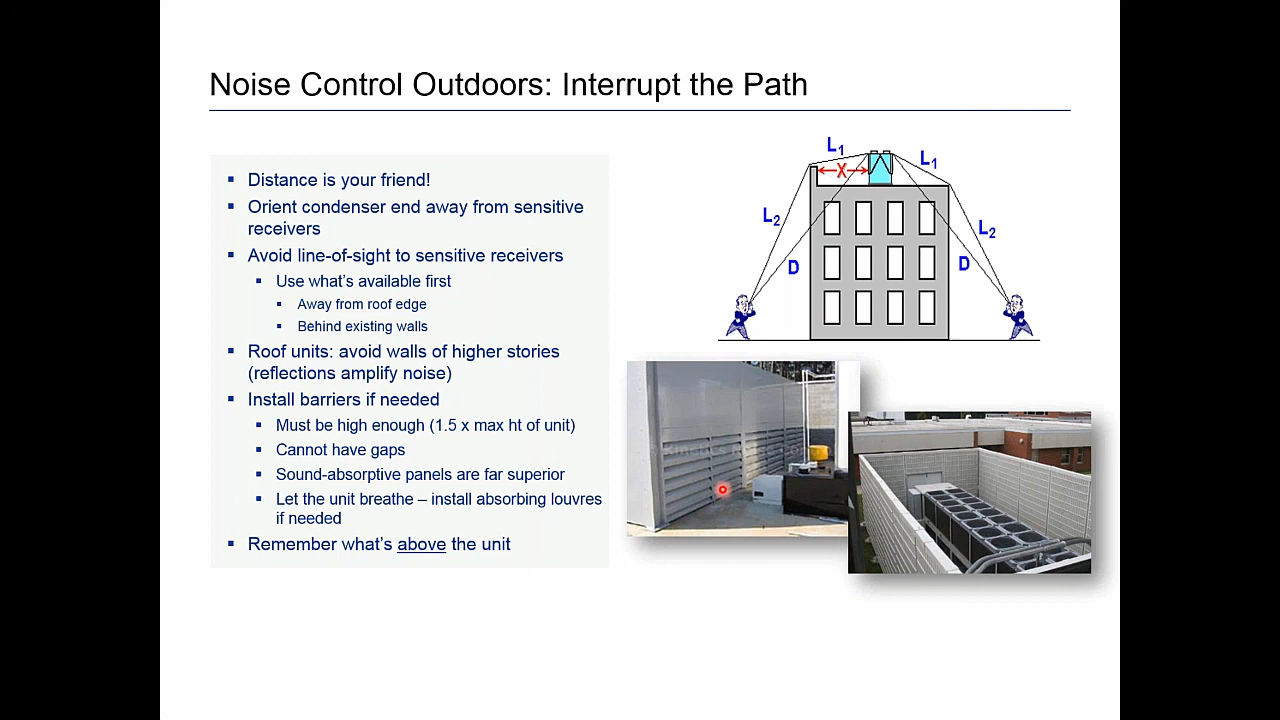 Noise Control Outdoors: Interrupt the Path
Distance is your friend!
Orient condenser end away from sensitive
receivers
Avoid line-of-sight to sensitive receivers
Use what's available first
Away from roof edge
Behind existing walls
Roof units: avoid walls of higher stories
(reflections amplify noise)
Install barriers if needed
Must be high enough (1.5 x max ht of unit)
Cannot have gaps
Sound-absorptive panels are far superior
Let the unit breathe – install absorbing louvres
if needed
Remember what's above the unit
L1
X
L1
L2
L2
D
D